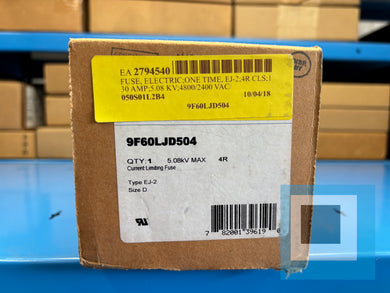 EA 2794540
FUSE, ELECTRIC;ONE TIME, EJ-2;4R CLS;1
30 AMP;5.08 KV;4800/2400 VAC
050S01L2B4 10/04/18
9F60LJD504
9F60LJD504
QTY: 1 5.08kV MAX 4R
Current Limiting Fuse
Type EJ-2
Size D
7 82001 39619